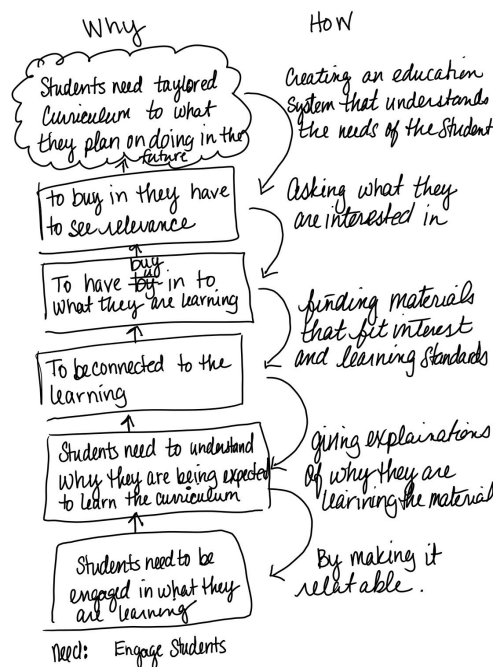 Why
How
Students need taylored
Curriculum to what
they plan on doing in the
future
Creating an education
system that understands
the needs of the student
to buy in they have
to see relevance
Asking what they
are interested in
buy
To have by in to
what they are learning
finding materials
that fit interest
and learning standards
To be connected to the
learning
Students need to understand
why they are being expected
to learn the curriculum
giving explainations
of why they are
learining the material
Students need to be
engaged in what they
are learning
By making it
relatable.
need: Engage Students